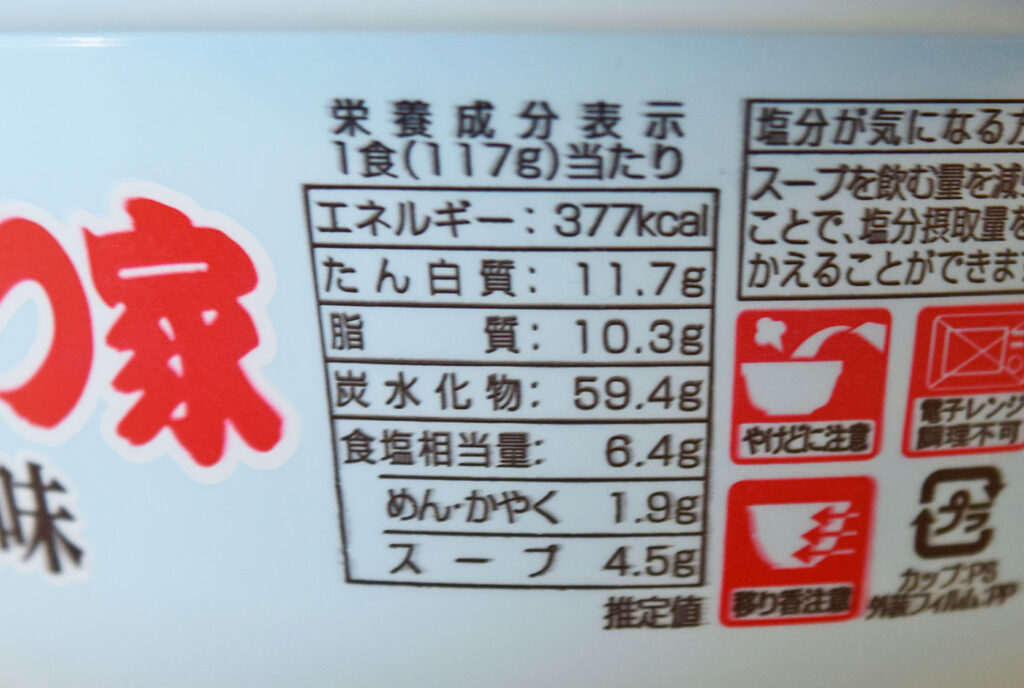 栄養成分表示
1食(117g)当たり
エネルギー: 377kcal
たん白質: 11.7g
脂質: 10.3g
炭水化物: 59.4g
食塩相当量: 6.4g
めん・かやく 1.9g
スープ 4.5g
推定値
塩分が気になる方
スープを飲む量を減
ことで、塩分摂取量を
かえることができま
やけどに注意
電子レンジ
調理不可
移り香注意
プラ
カップ:PS
外装フィルム:PP
つ家
味